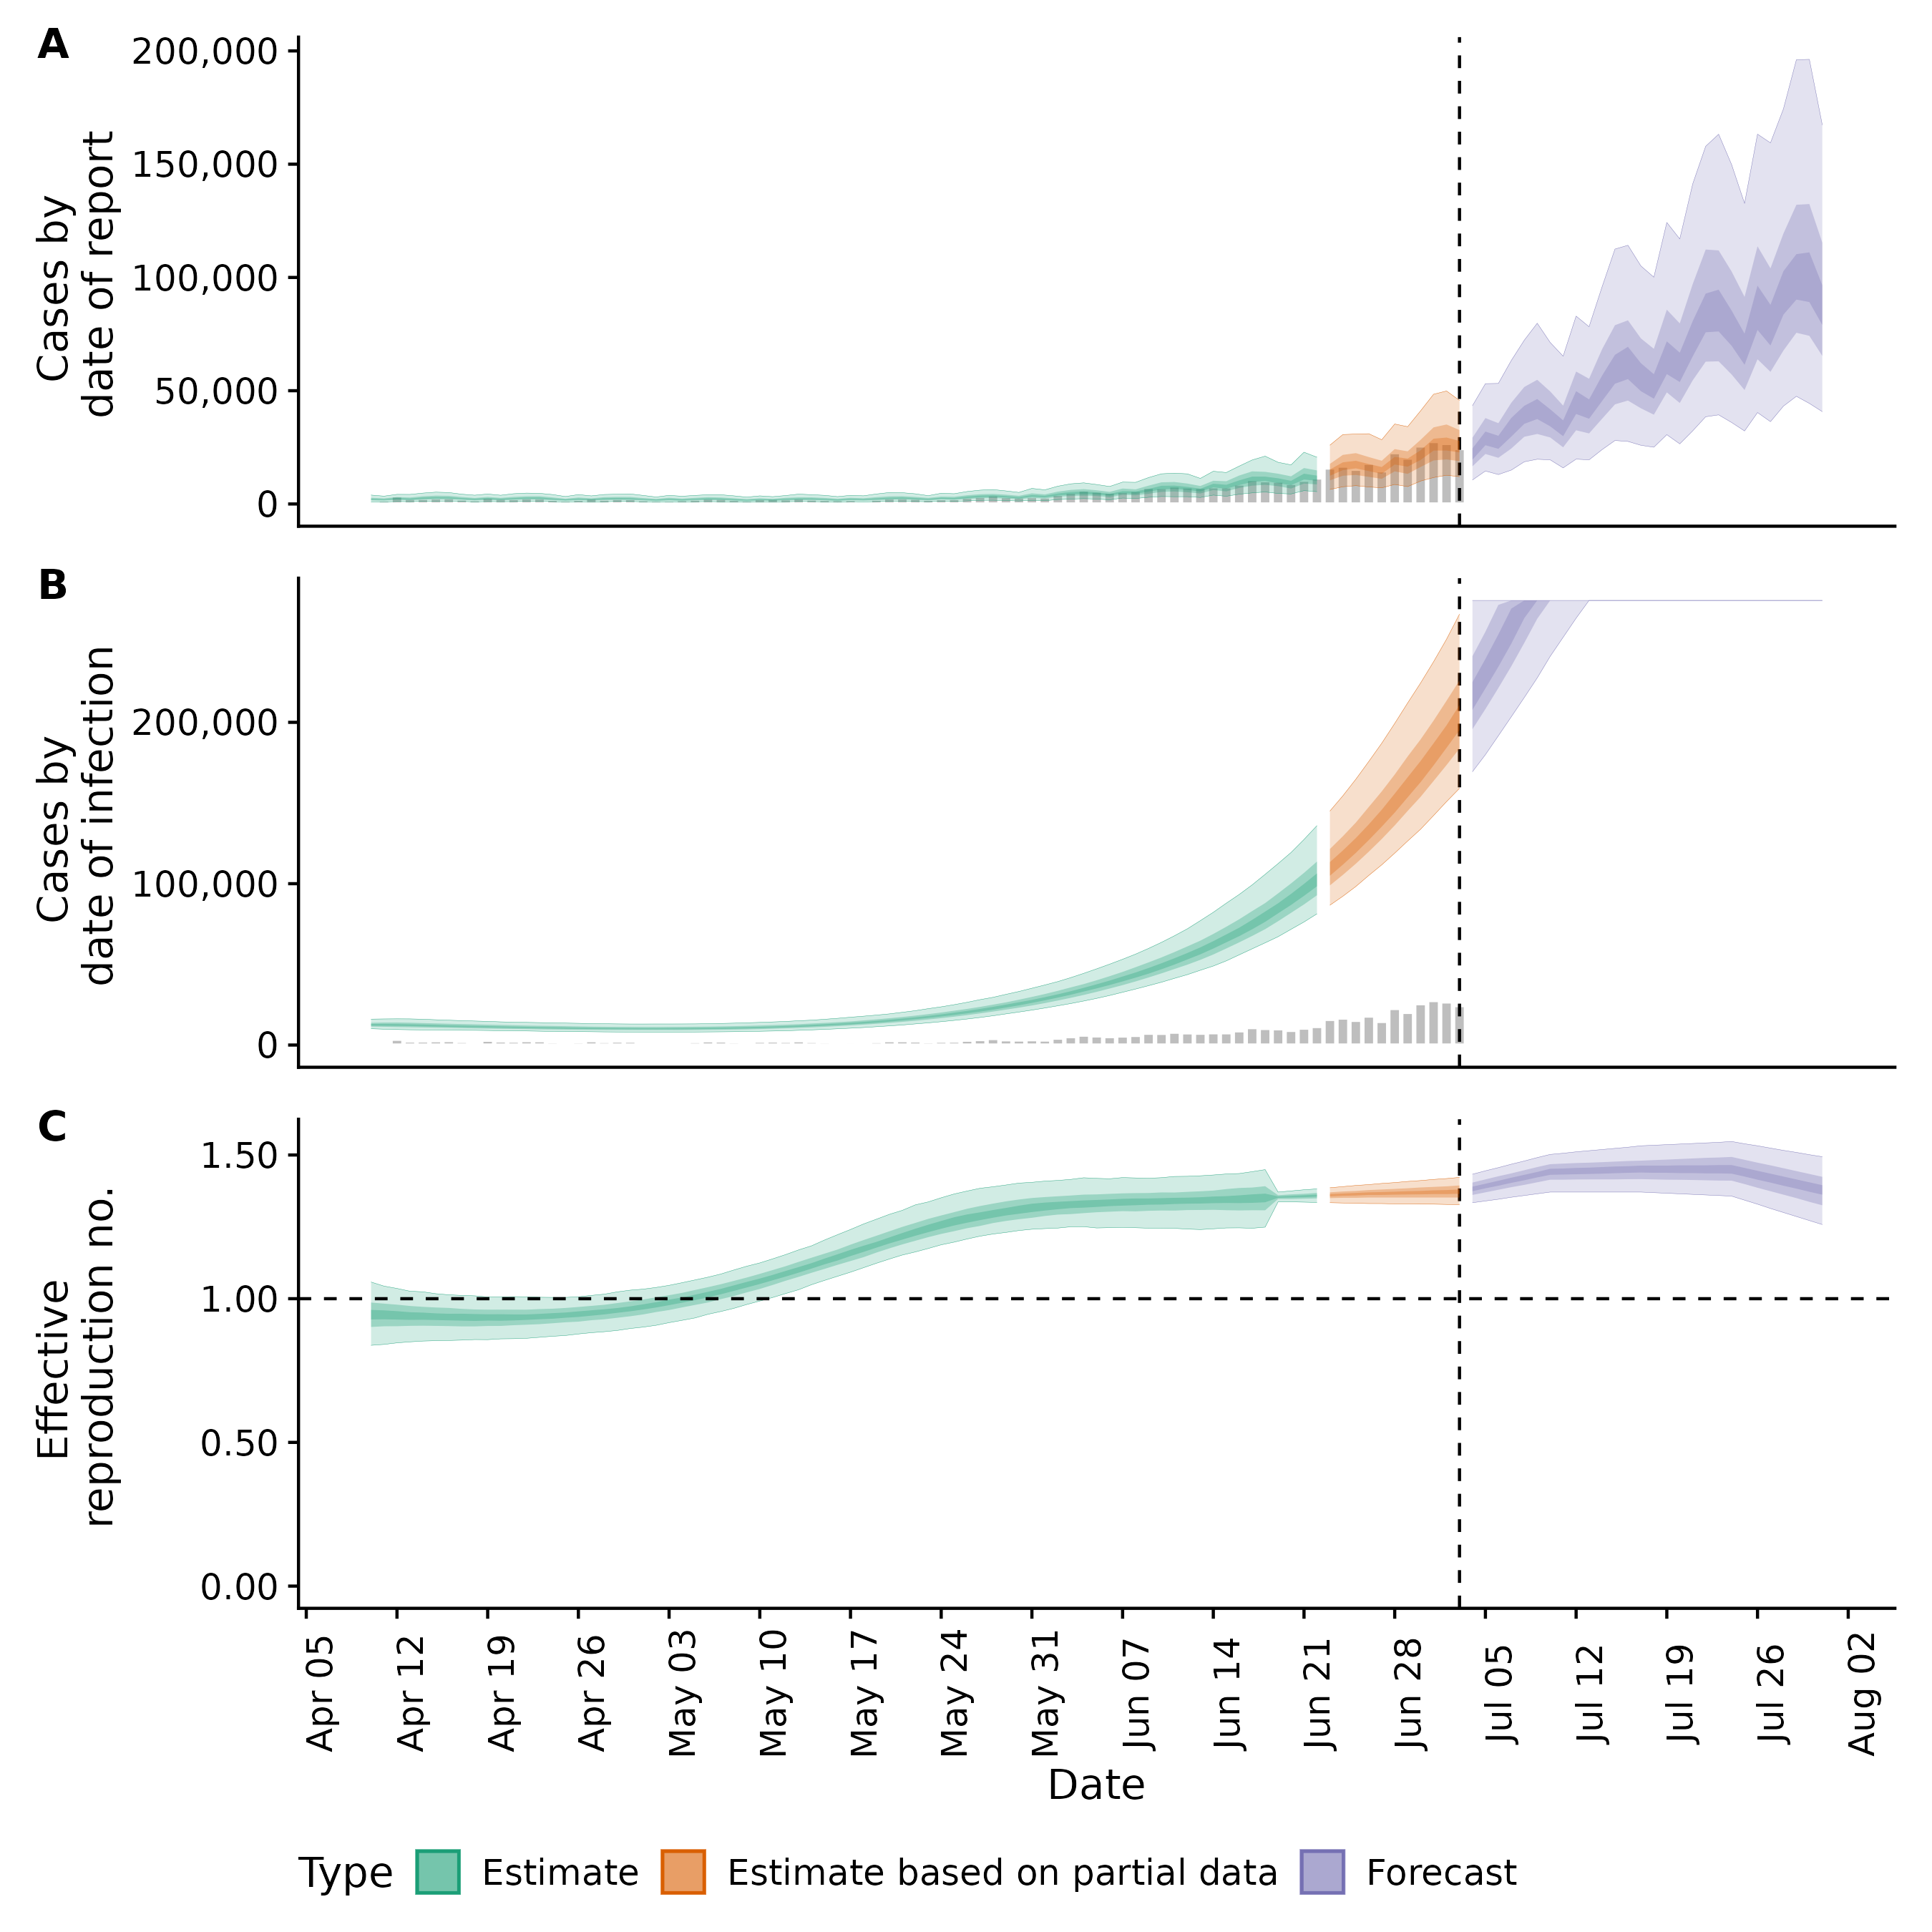 A
Cases by
date of report
200,000
150,000
100,000
50,000
0
B
Cases by
date of infection
200,000
100,000
0
C
Effective
reproduction no.
1.50
1.00
0.50
0.00
Apr 05
Apr 12
Apr 19
Apr 26
May 03
May 10
May 17
May 24
May 31
Jun 07
Jun 14
Jun 21
Jun 28
Jul 05
Jul 12
Jul 19
Jul 26
Aug 02
Date
Type Estimate Estimate based on partial data Forecast